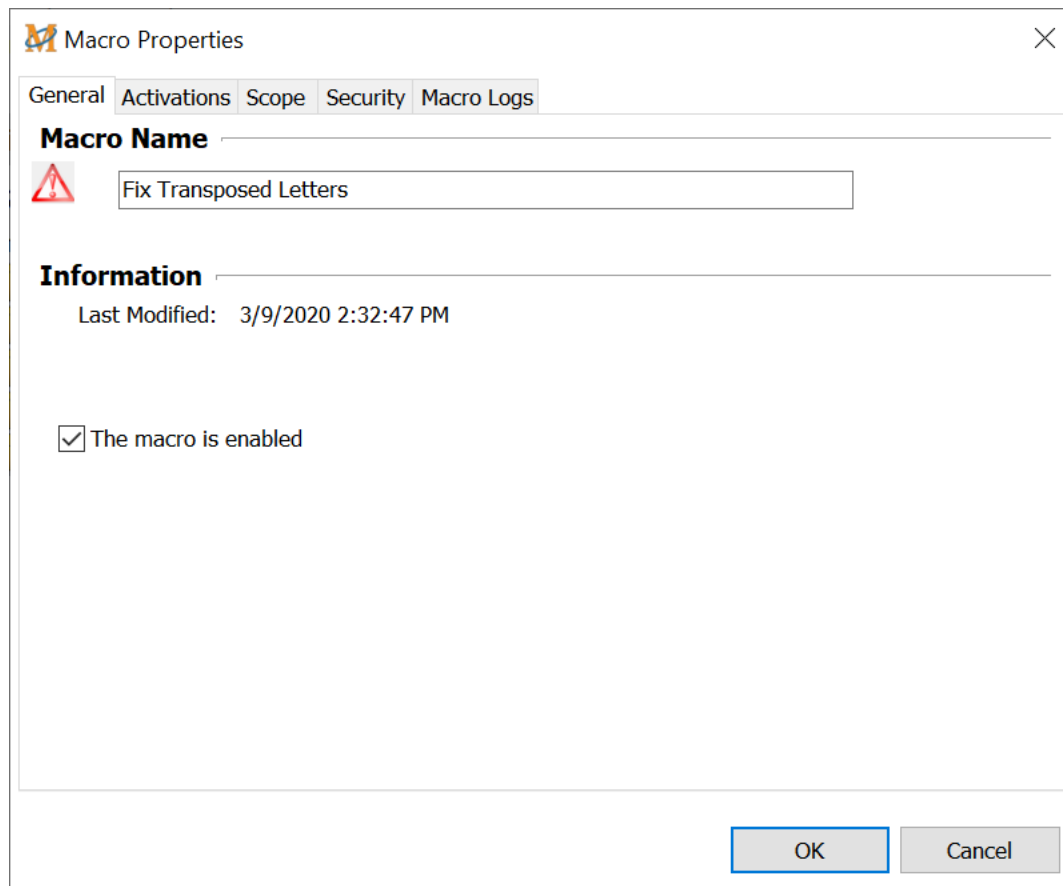 Macro Properties
General Activations Scope Security Macro Logs
Macro Name
Fix Transposed Letters
Information
Last Modified: 3/9/2020 2:32:47 PM
The macro is enabled
OK Cancel